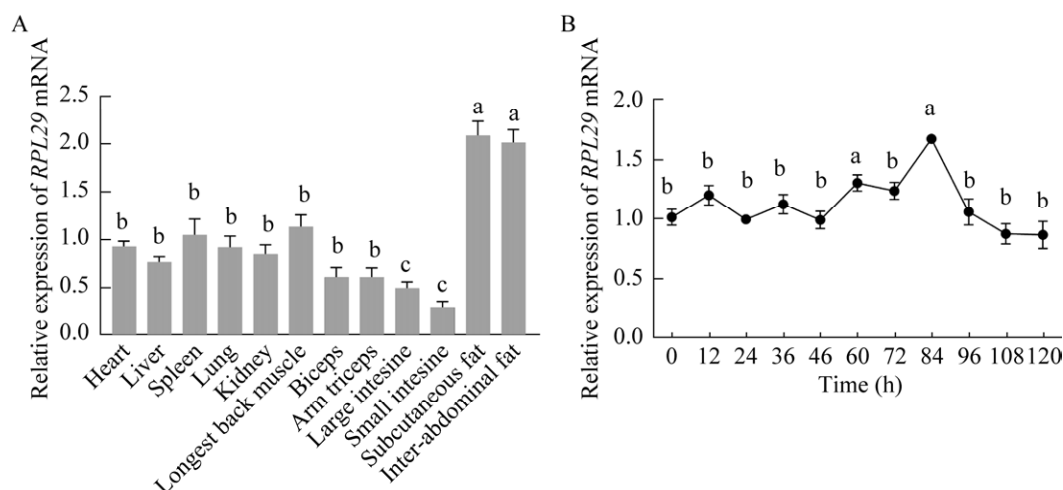 A
Relative expression of RPL29 mRNA
2.5
2.0
1.5
1.0
0.5
0.0
b
b
b
b
b
b
b
b
c
c
a
a
Heart
Liver
Spleen
Lung
Kidney
Longest back muscle
Biceps
Arm triceps
Large intesine
Small intesine
Subcutaneous fat
Inter-abdominal fat
B
Relative expression of RPL29 mRNA
2.0
1.5
1.0
0.5
0.0
b
b
b
b
b
a
b
a
b
b
b
0 12 24 36 46 60 72 84 96 108 120
Time (h)